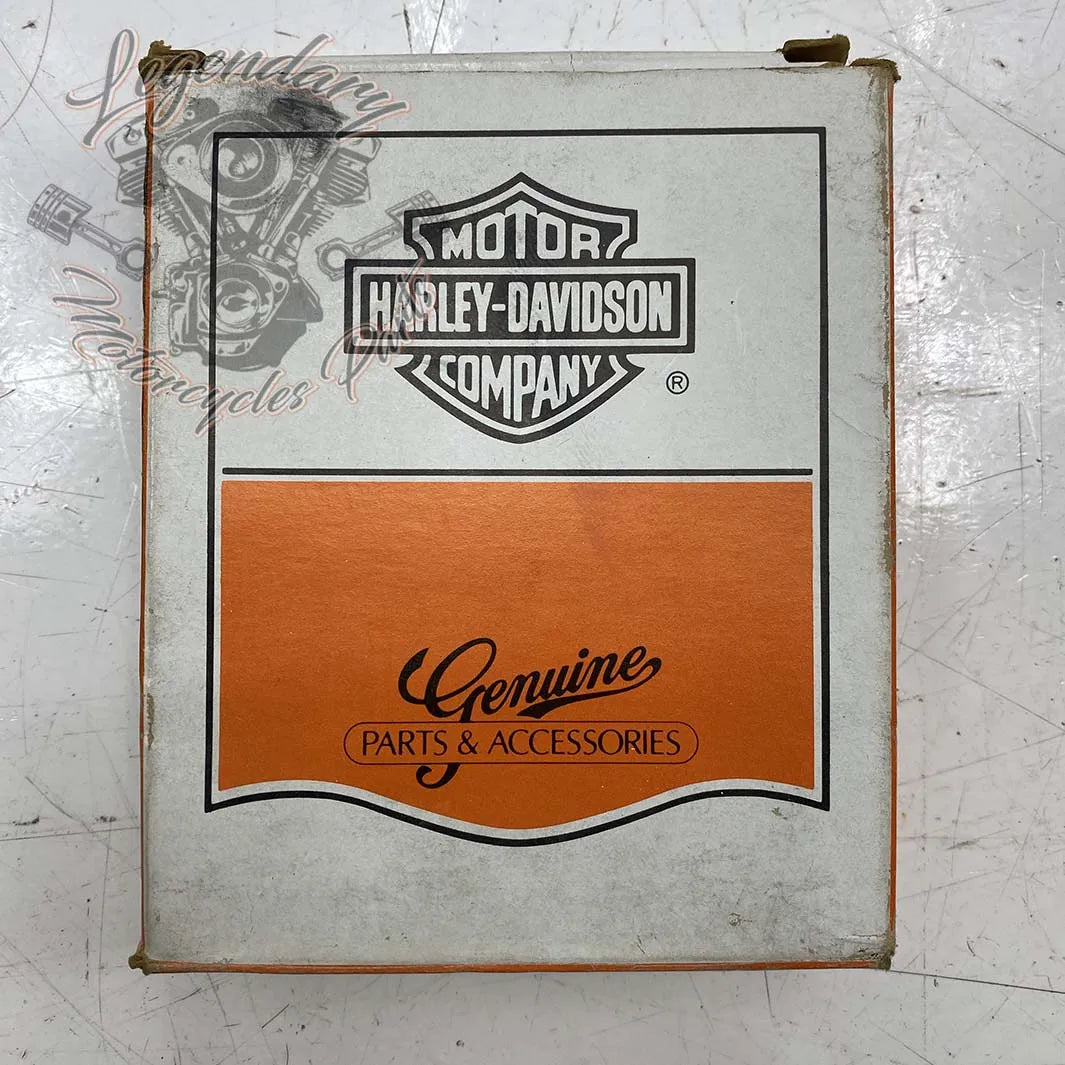 Legendary
Motorcycles Parts
MOTOR
HARLEY-DAVIDSON
COMPANY
®
Genuine
PARTS & ACCESSORIES